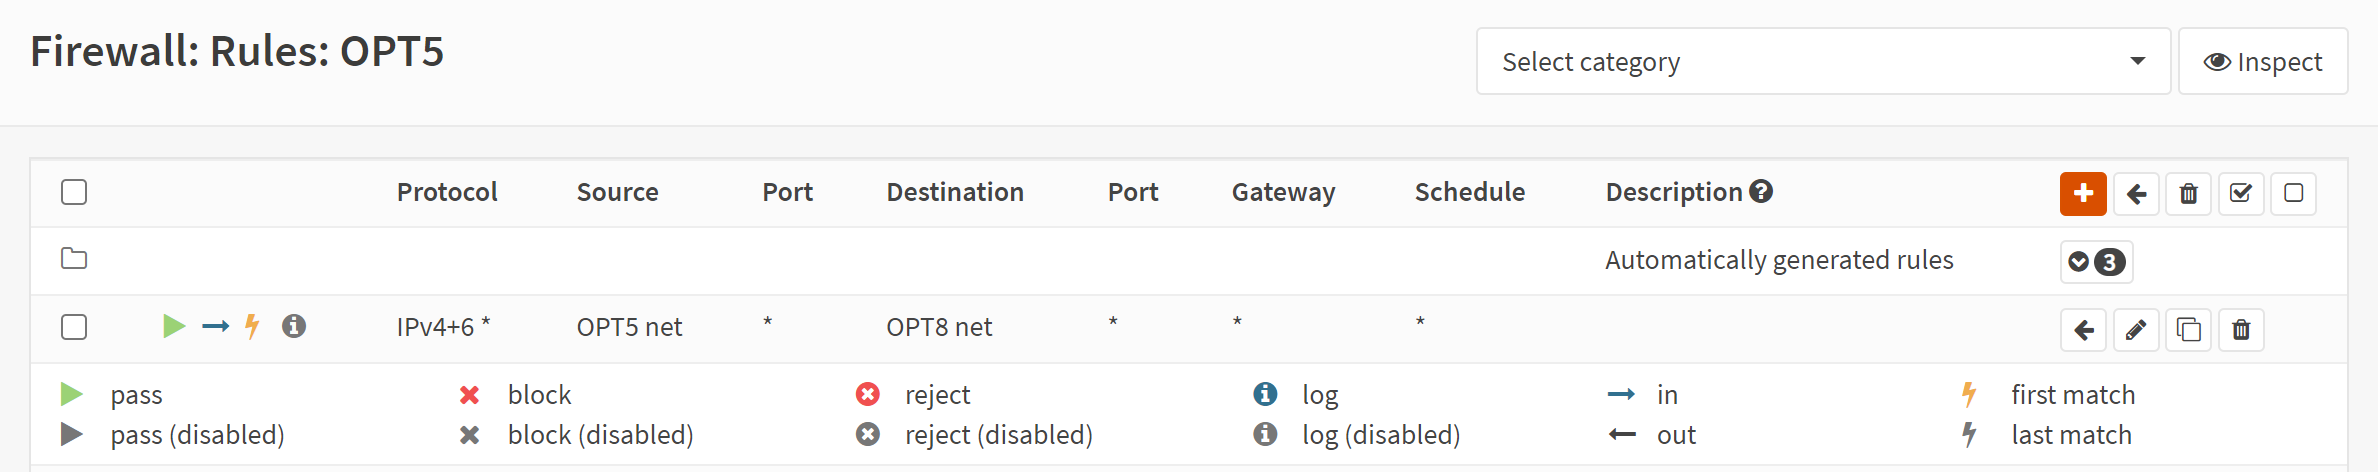 Firewall: Rules: OPT5
Select category
Inspect
Protocol Source Port Destination Port Gateway Schedule Description
Automatically generated rules 3
IPv4+6 * OPT5 net * OPT8 net * * *
pass block reject log in first match
pass (disabled) block (disabled) reject (disabled) log (disabled) out last match